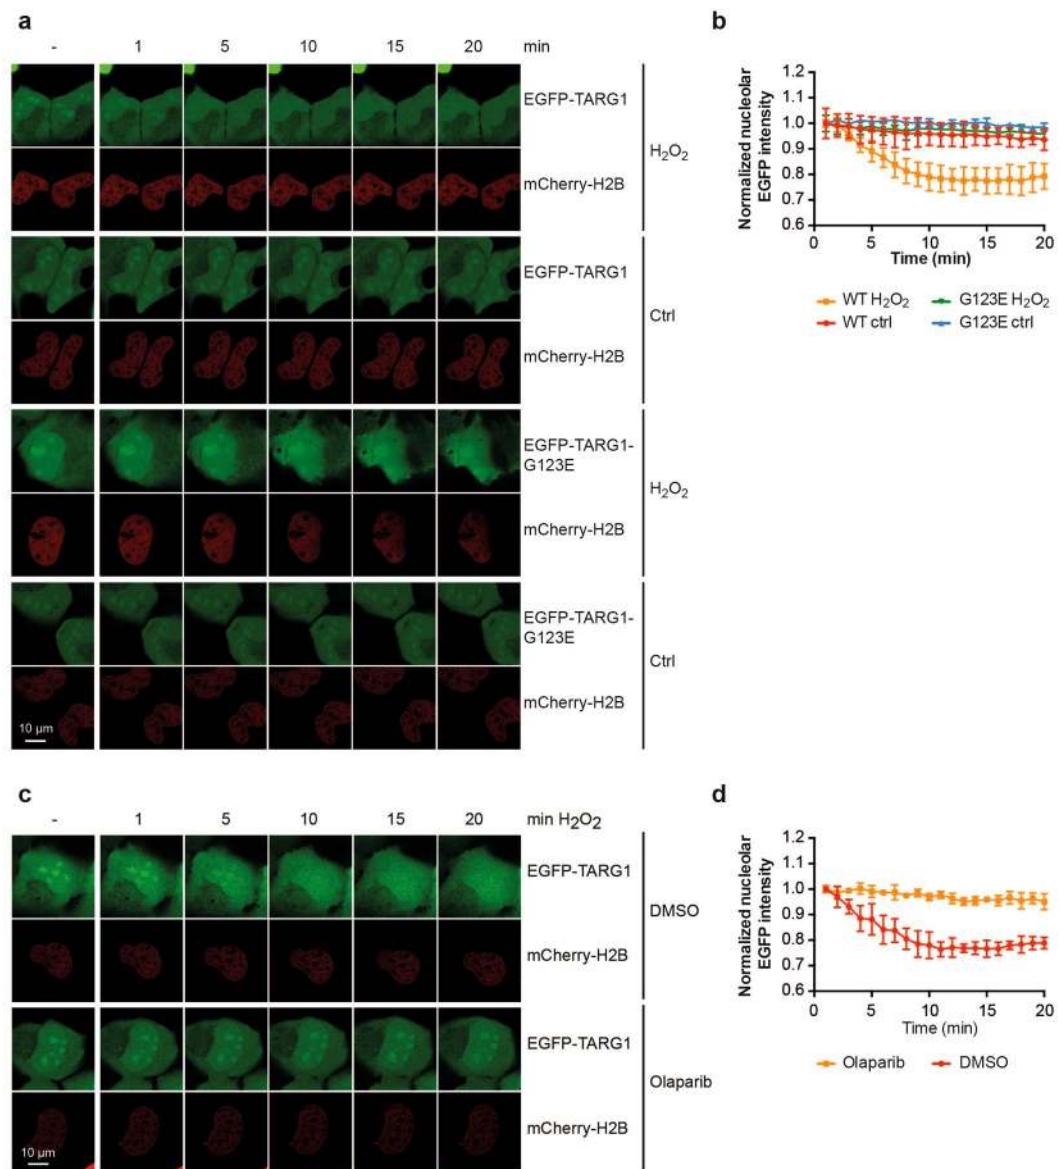 a
- 1 5 10 15 20 min
EGFP-TARG1
mCherry-H2B
H₂O₂
EGFP-TARG1
mCherry-H2B
Ctrl
EGFP-TARG1-
G123E
mCherry-H2B
H₂O₂
EGFP-TARG1-
G123E
mCherry-H2B
Ctrl
10 µm
b
Normalized nucleolar
EGFP intensity
1.2
1.1
1.0
0.9
0.8
0.7
0.6
0 5 10 15 20
Time (min)
WT H₂O₂ G123E H₂O₂
WT ctrl G123E ctrl
c
- 1 5 10 15 20 min H₂O₂
EGFP-TARG1
mCherry-H2B
DMSO
EGFP-TARG1
mCherry-H2B
Olaparib
10 µm
d
Normalized nucleolar
EGFP intensity
1.2
1.1
1.0
0.9
0.8
0.7
0.6
0 5 10 15 20
Time (min)
Olaparib DMSO